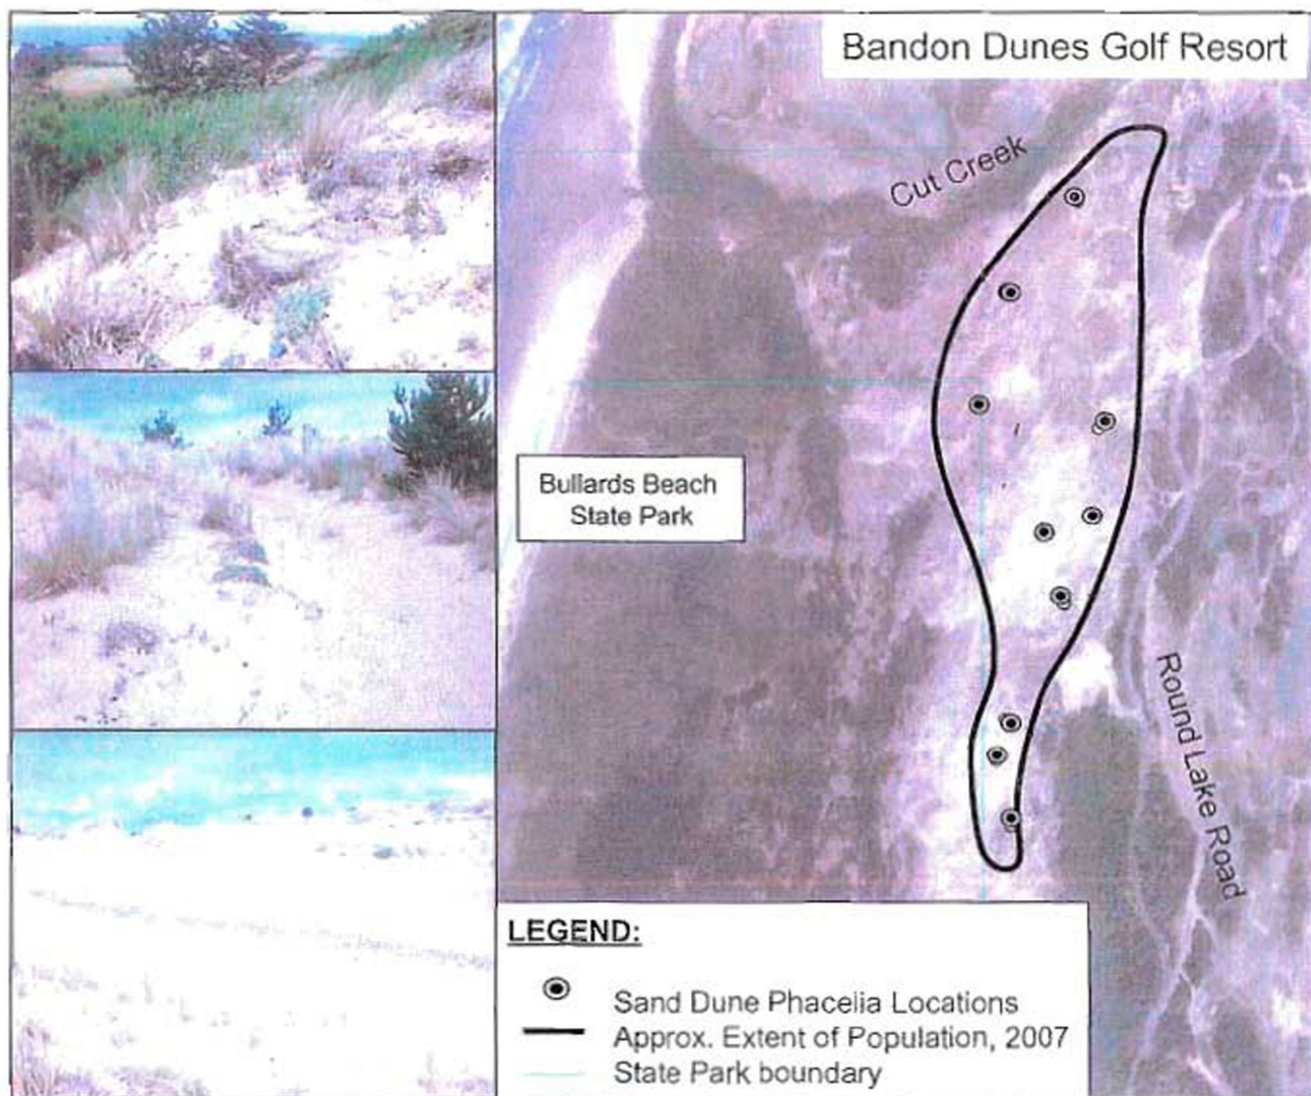 Bandon Dunes Golf Resort
Cut Creek
Bullards Beach
State Park
Round Lake Road
LEGEND:
Sand Dune Phacelia Locations
Approx. Extent of Population, 2007
State Park boundary